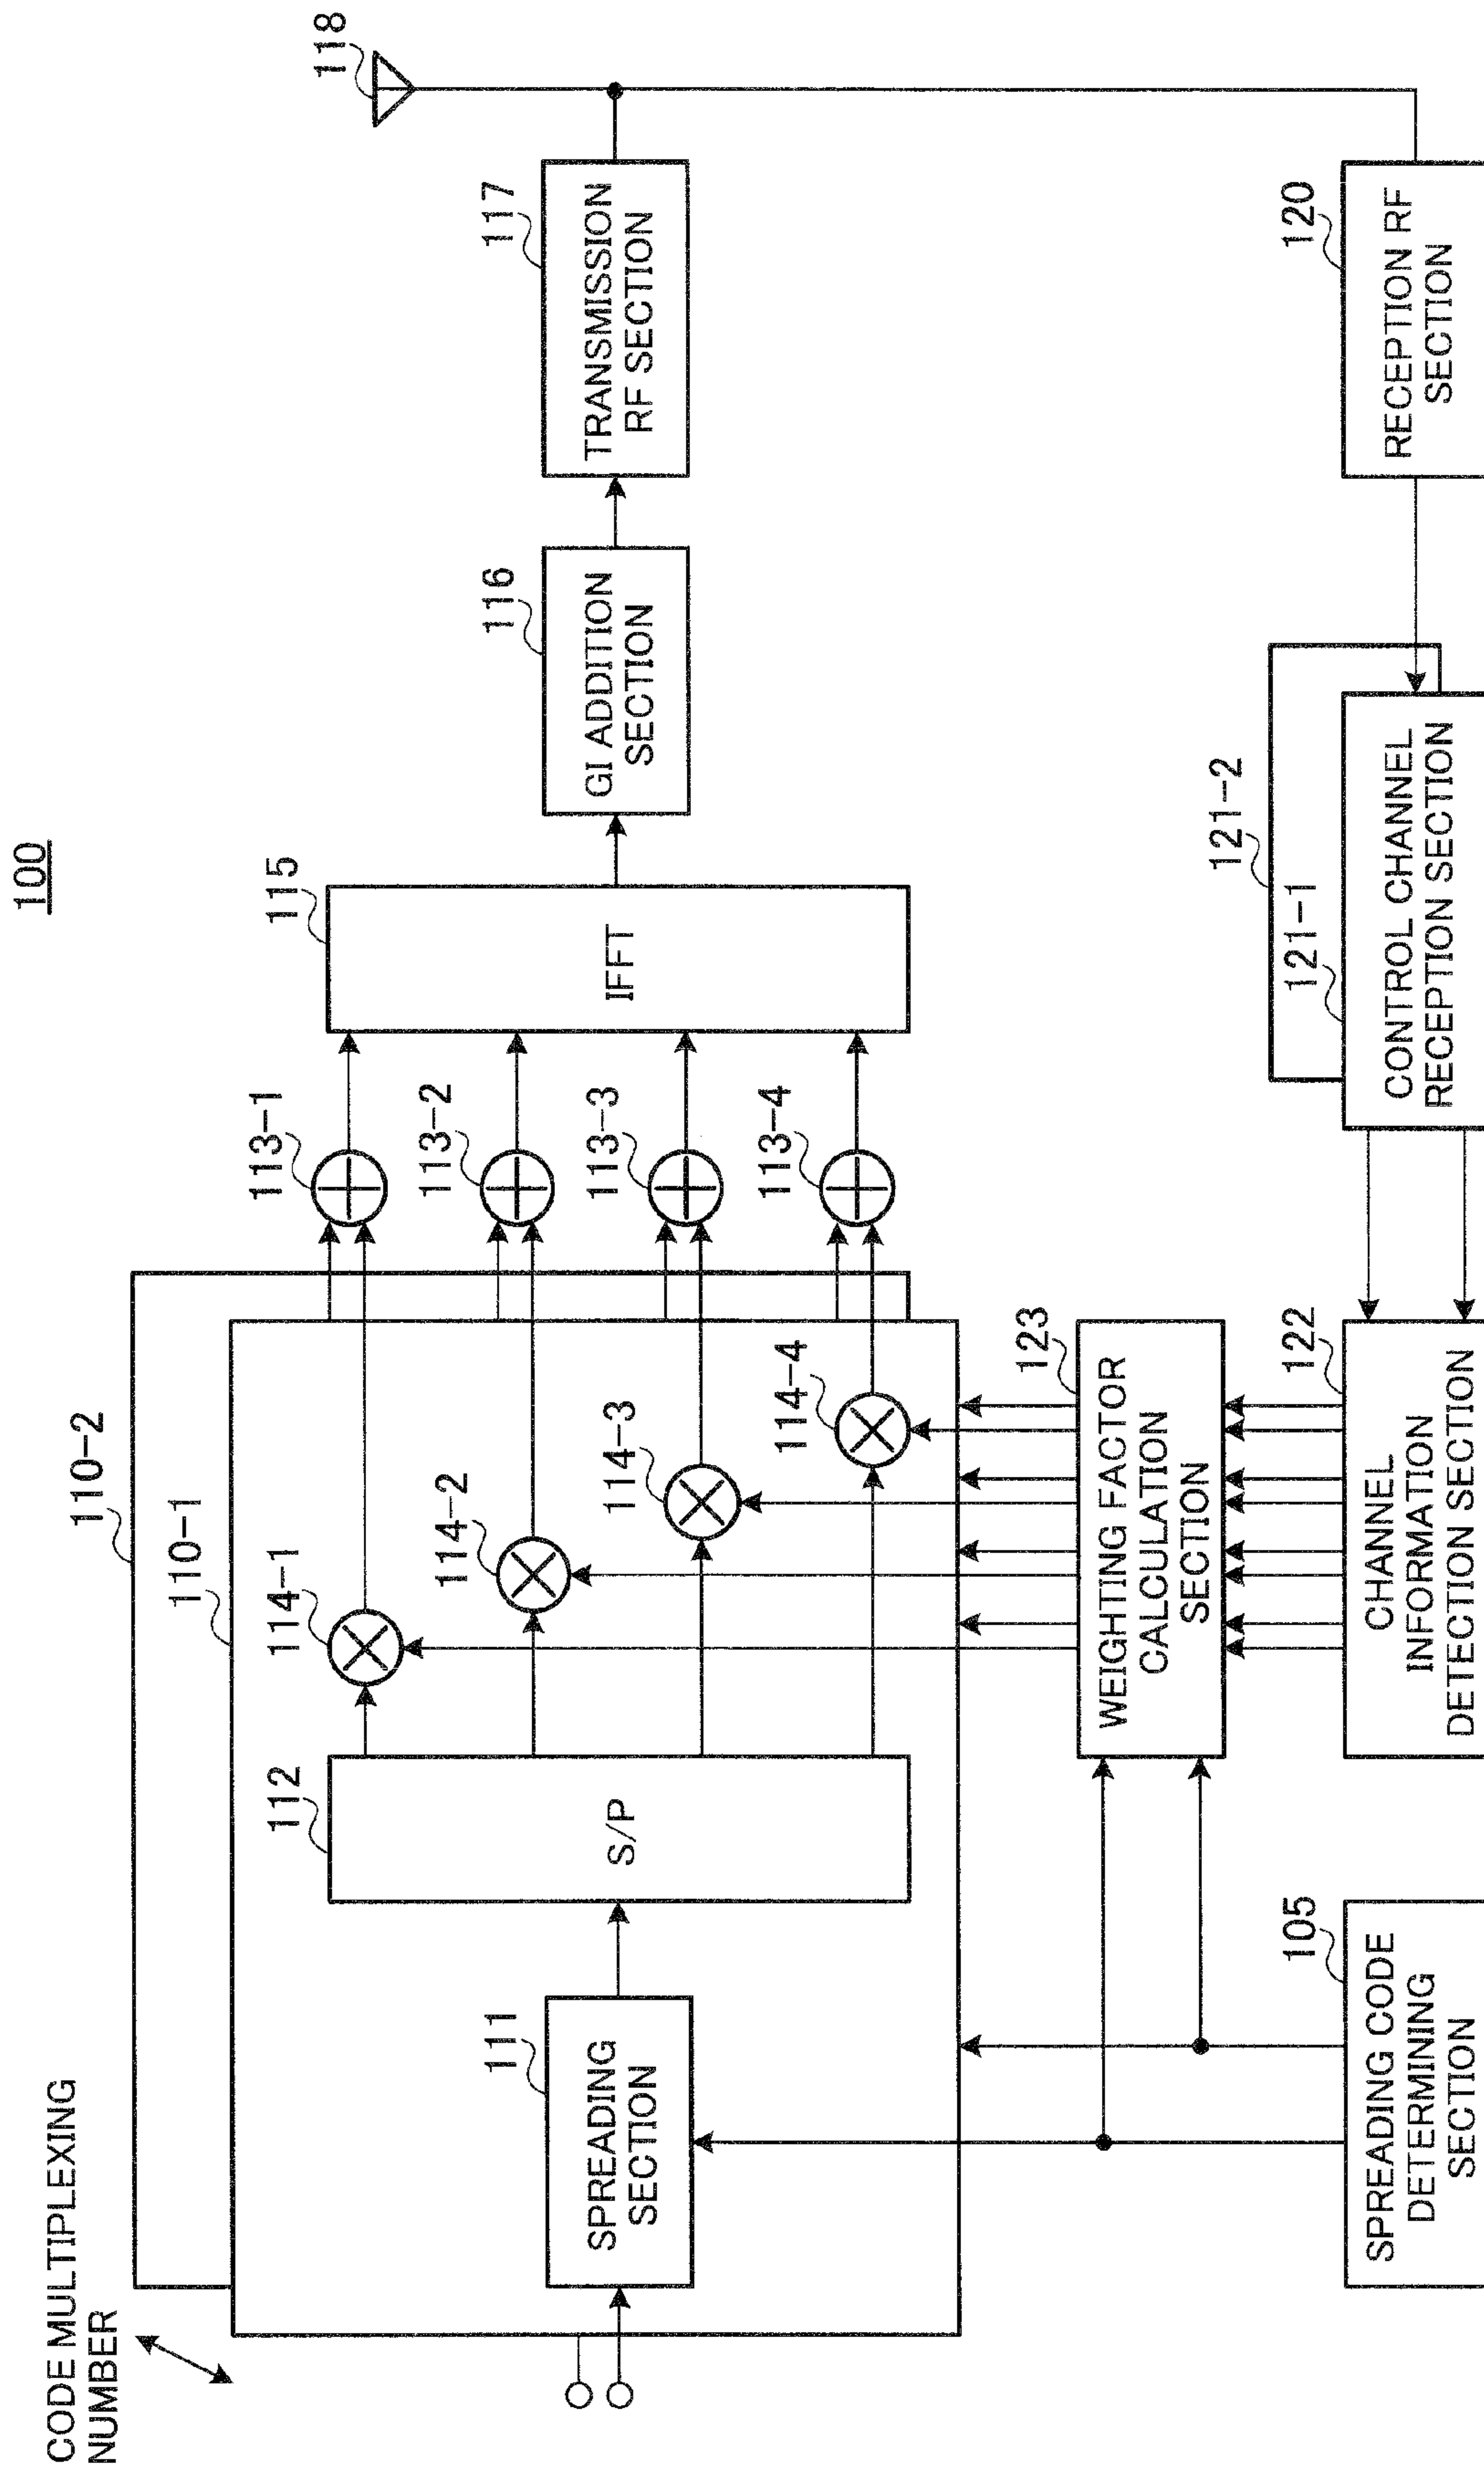 100
CODE MULTIPLEXING
NUMBER
110-2
110-1
111
SPREADING
SECTION
112
S/P
114-1
114-2
114-3
114-4
113-1
113-2
113-3
113-4
115
IFFT
116
GI ADDITION
SECTION
117
TRANSMISSION
RF SECTION
118
105
SPREADING CODE
DETERMINING
SECTION
123
WEIGHTING FACTOR
CALCULATION
SECTION
122
CHANNEL
INFORMATION
DETECTION SECTION
121-2
121-1
CONTROL CHANNEL
RECEPTION SECTION
120
RECEPTION RF
SECTION